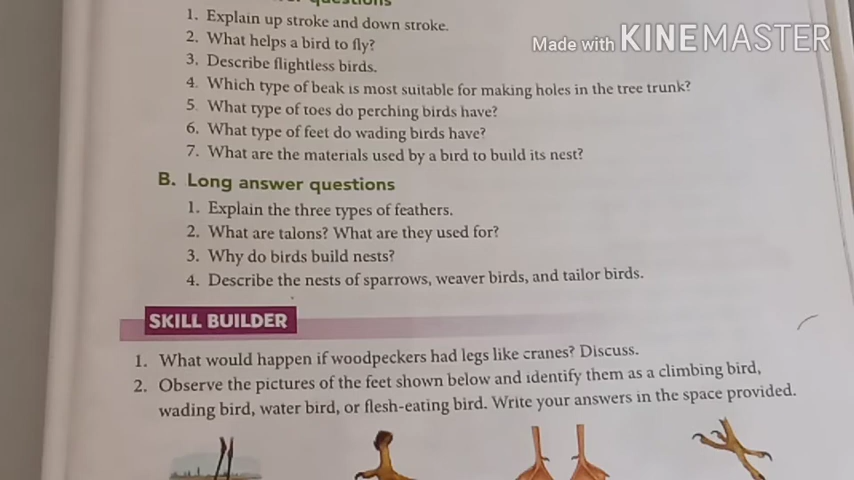 questions
1. Explain up stroke and down stroke.
2. What helps a bird to fly?
3. Describe flightless birds.
4. Which type of beak is most suitable for making holes in the tree trunk?
5. What type of toes do perching birds have?
6. What type of feet do wading birds have?
7. What are the materials used by a bird to build its nest?
B. Long answer questions
1. Explain the three types of feathers.
2. What are talons? What are they used for?
3. Why do birds build nests?
4. Describe the nests of sparrows, weaver birds, and tailor birds.
SKILL BUILDER
1. What would happen if woodpeckers had legs like cranes? Discuss.
2. Observe the pictures of the feet shown below and identify them as a climbing bird,
wading bird, water bird, or flesh-eating bird. Write your answers in the space provided.
Made with KINEMASTER